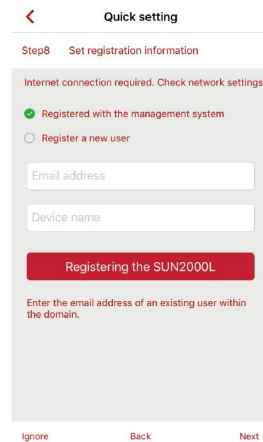 Quick setting
Step8 Set registration information
Internet connection required. Check network settings
Registered with the management system
Register a new user
Email address
Device name
Registering the SUN2000L
Enter the email address of an existing user within
the domain.
Ignore Back Next